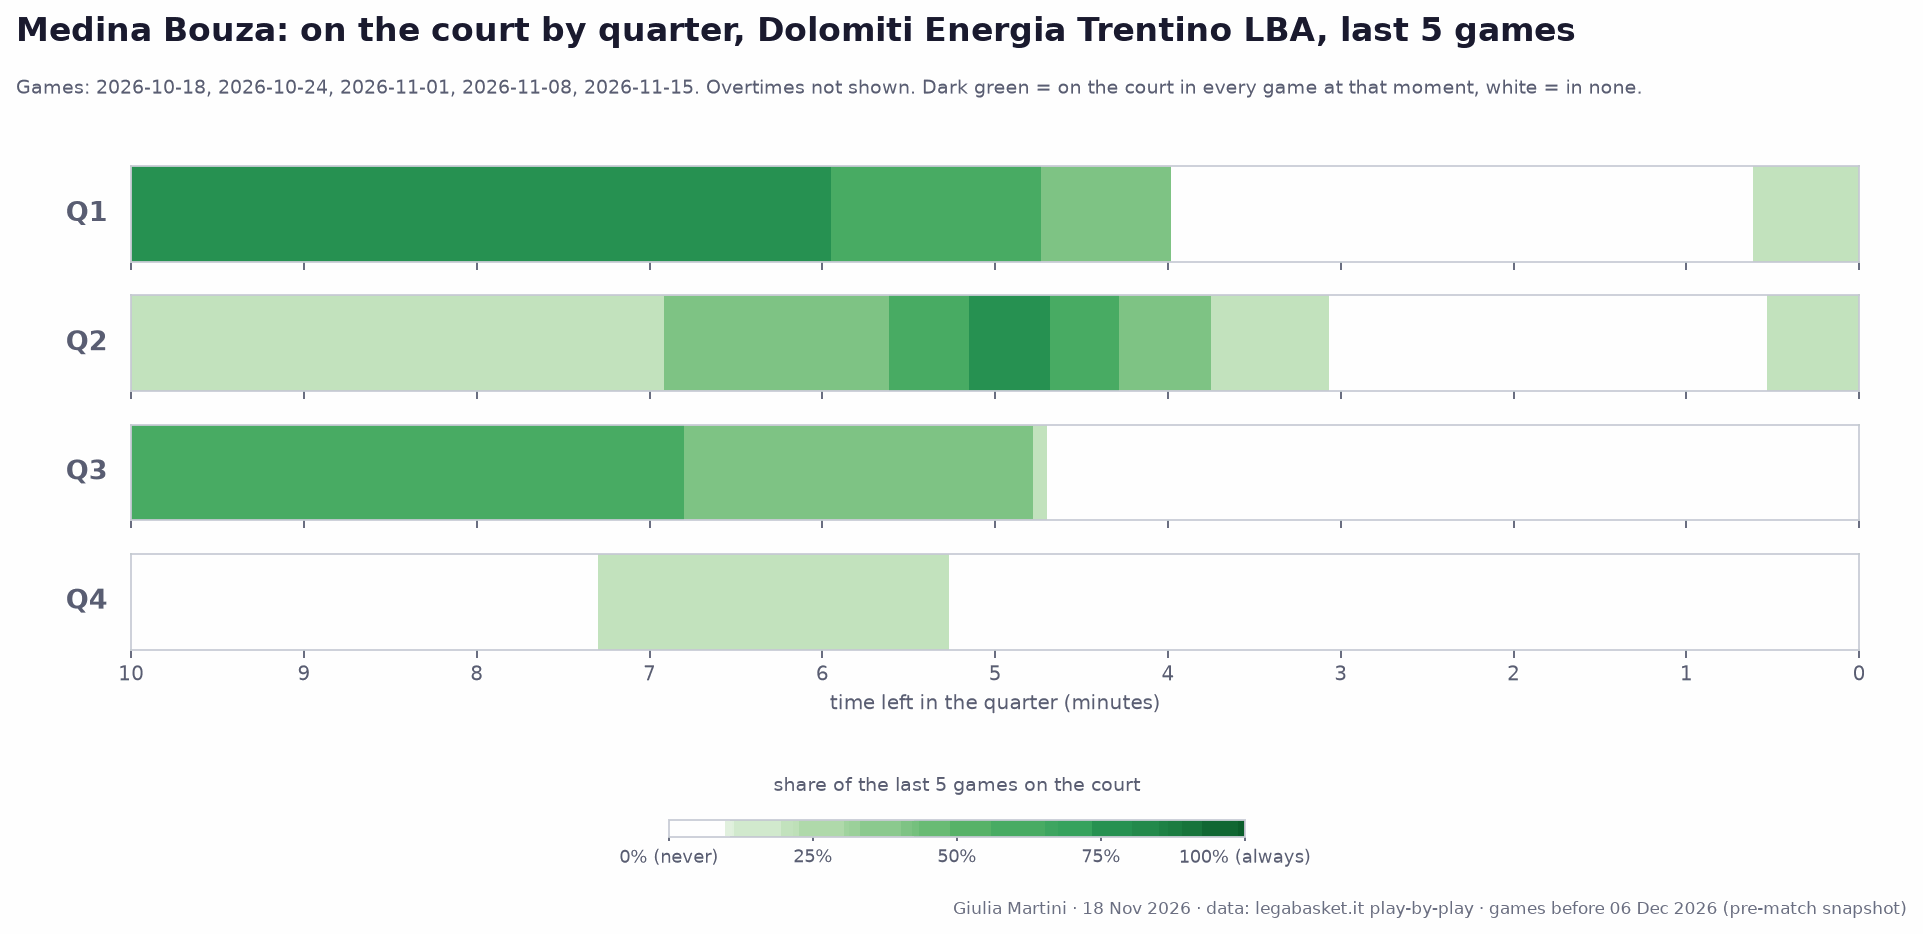 Medina Bouza: on the court by quarter, Dolomiti Energia Trentino LBA, last 5 games
Games: 2026-10-18, 2026-10-24, 2026-11-01, 2026-11-08, 2026-11-15. Overtimes not shown. Dark green = on the court in every game at that moment, white = in none.
Q1
Q2
Q3
Q4
10 9 8 7 6 5 4 3 2 1 0
time left in the quarter (minutes)
share of the last 5 games on the court
0% (never) 25% 50% 75% 100% (always)
Giulia Martini · 18 Nov 2026 · data: legabasket.it play-by-play · games before 06 Dec 2026 (pre-match snapshot)